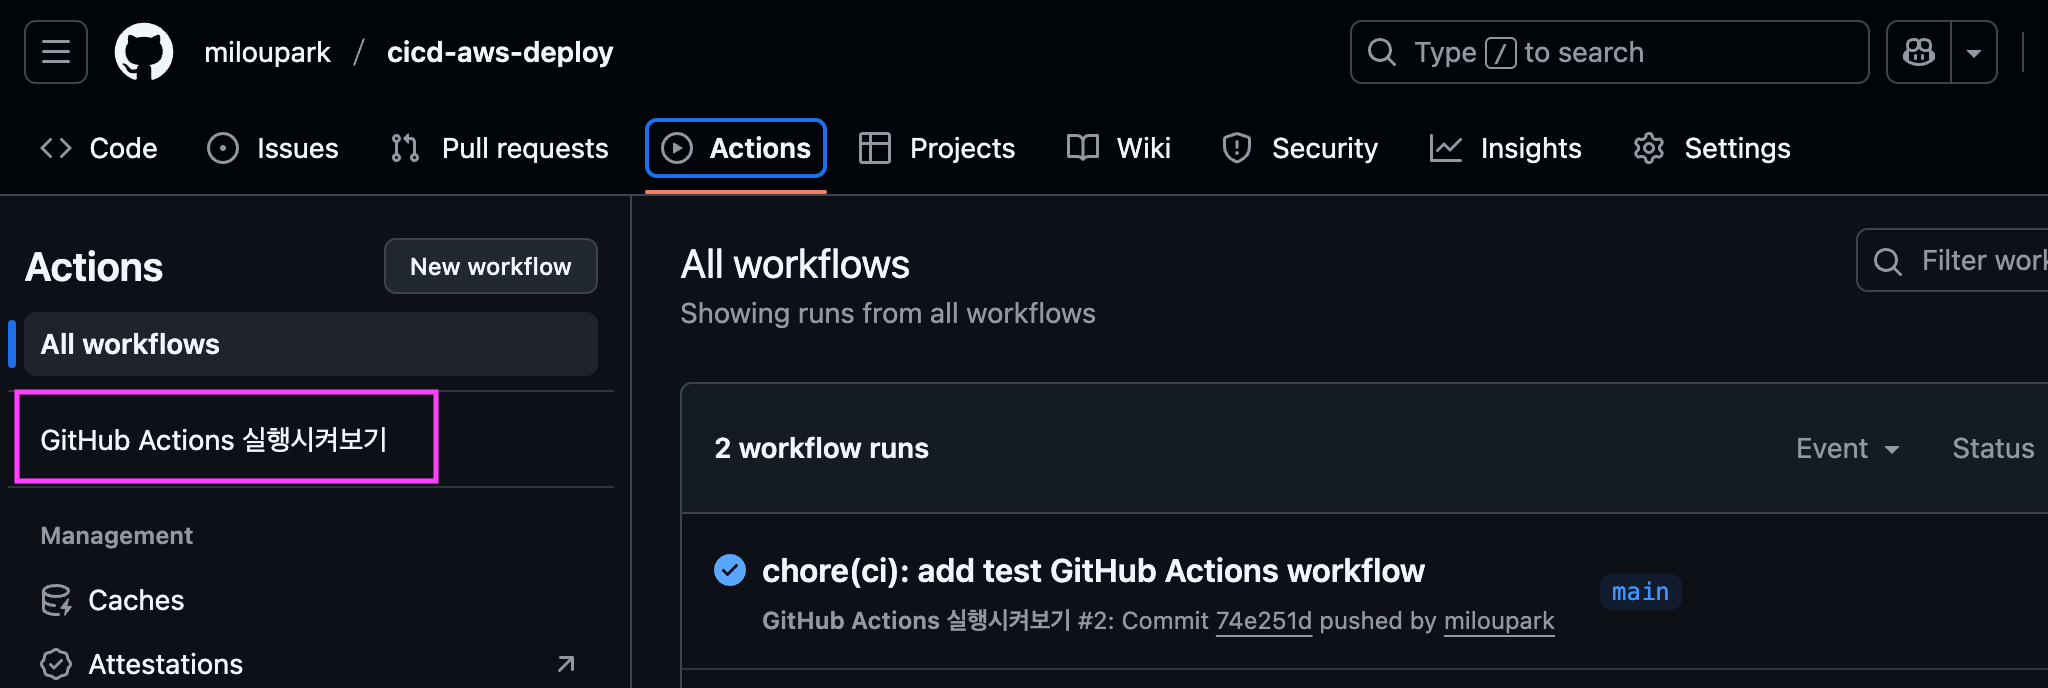 miloupark / cicd-aws-deploy
Type / to search
Code Issues Pull requests Actions Projects Wiki Security Insights Settings
Actions
New workflow
All workflows
GitHub Actions 실행시켜보기
Management
Caches
Attestations
All workflows
Showing runs from all workflows
Filter work
2 workflow runs
Event Status
chore(ci): add test GitHub Actions workflow
GitHub Actions 실행시켜보기 #2: Commit 74e251d pushed by miloupark
main